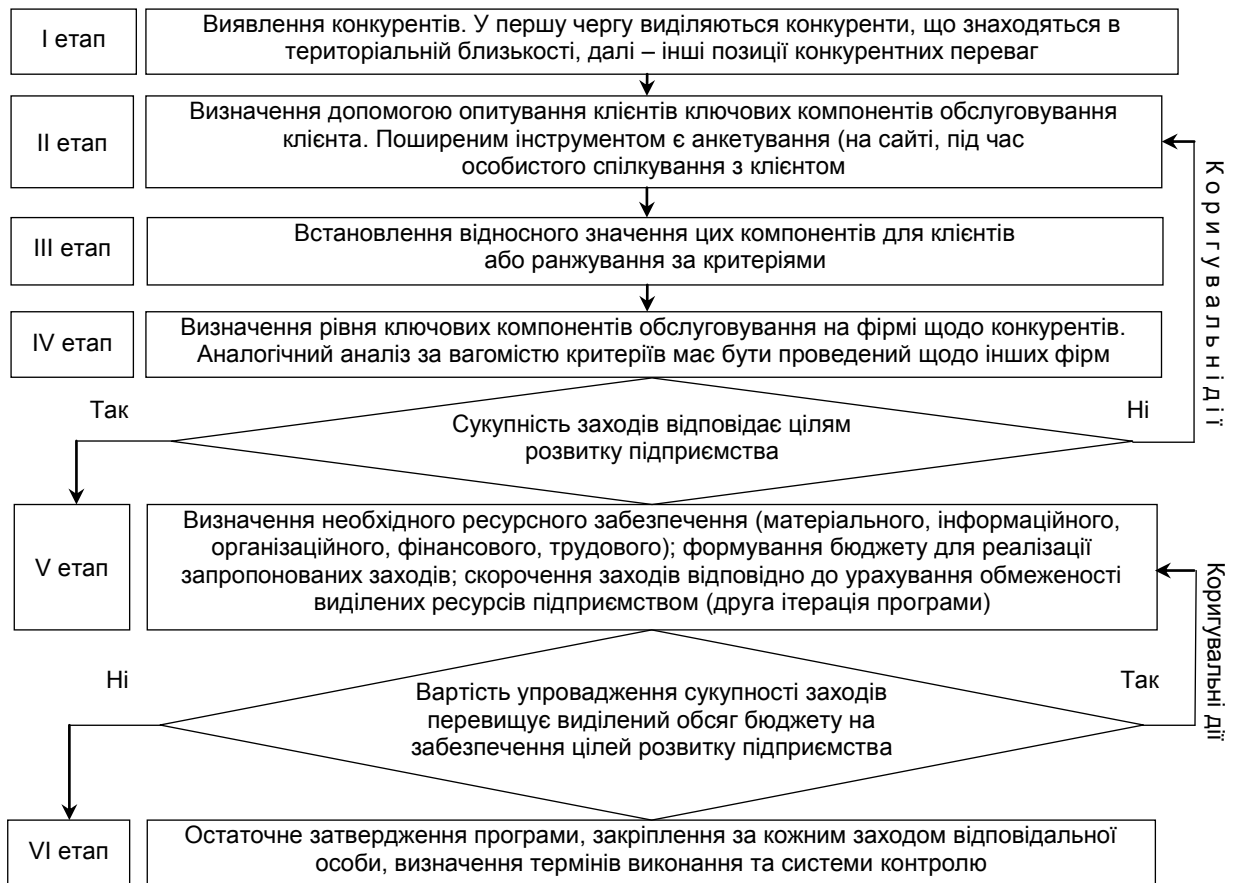 І етап
Виявлення конкурентів. У першу чергу виділяються конкуренти, що знаходяться в
територіальній близькості, далі – інші позиції конкурентних переваг
ІІ етап
Визначення допомогою опитування клієнтів ключових компонентів обслуговування
клієнта. Поширеним інструментом є анкетування (на сайті, під час
особистого спілкування з клієнтом
ІІІ етап
Встановлення відносного значення цих компонентів для клієнтів
або ранжування за критеріями
IV етап
Визначення рівня ключових компонентів обслуговування на фірмі щодо конкурентів.
Аналогічний аналіз за вагомістю критеріїв має бути проведений щодо інших фірм
Коригувальні дії
Так
Сукупність заходів відповідає цілям
розвитку підприємства
Ні
V етап
Визначення необхідного ресурсного забезпечення (матеріального, інформаційного,
організаційного, фінансового, трудового); формування бюджету для реалізації
запропонованих заходів; скорочення заходів відповідно до урахування обмеженості
виділених ресурсів підприємством (друга ітерація програми)
Коригувальні дії
Ні
Вартість упровадження сукупності заходів
перевищує виділений обсяг бюджету на
забезпечення цілей розвитку підприємства
Так
VI етап
Остаточне затвердження програми, закріплення за кожним заходом відповідальної
особи, визначення термінів виконання та системи контролю